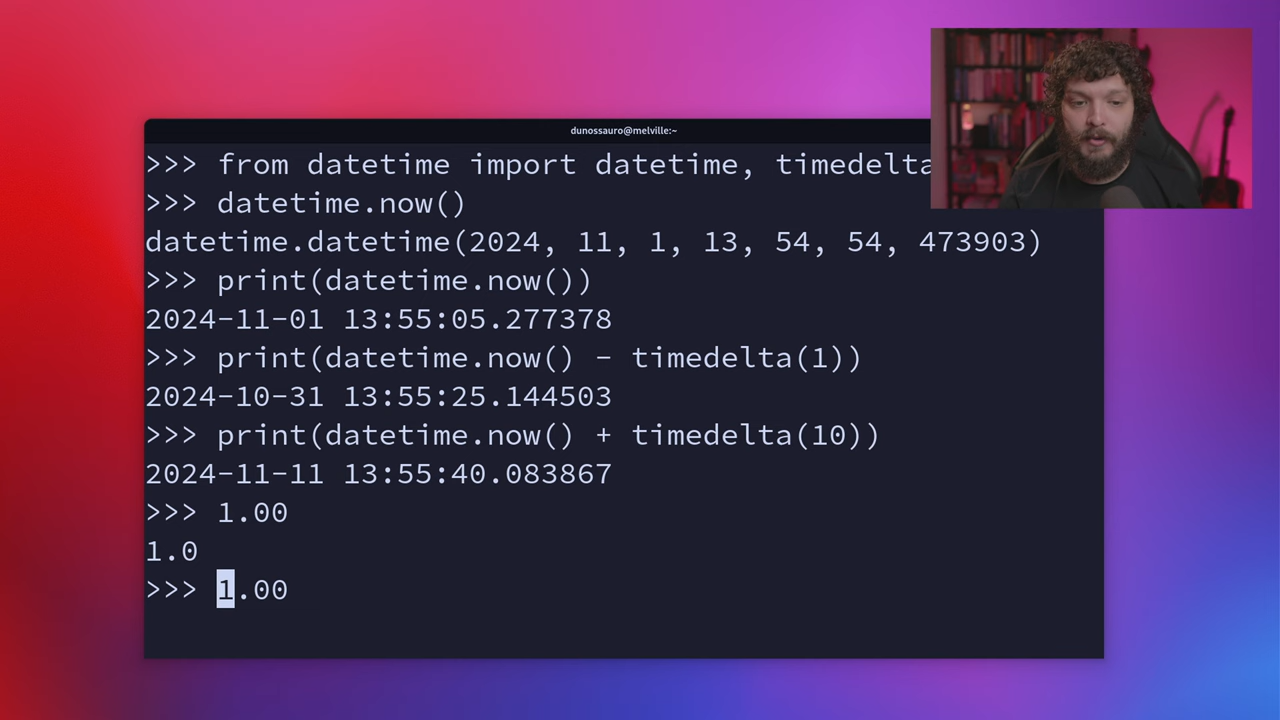 dunossauro@melville:~
>>> from datetime import datetime, timedelta
>>> datetime.now()
datetime.datetime(2024, 11, 1, 13, 54, 54, 473903)
>>> print(datetime.now())
2024-11-01 13:55:05.277378
>>> print(datetime.now() - timedelta(1))
2024-10-31 13:55:25.144503
>>> print(datetime.now() + timedelta(10))
2024-11-11 13:55:40.083867
>>> 1.00
1.0
>>> 1.00